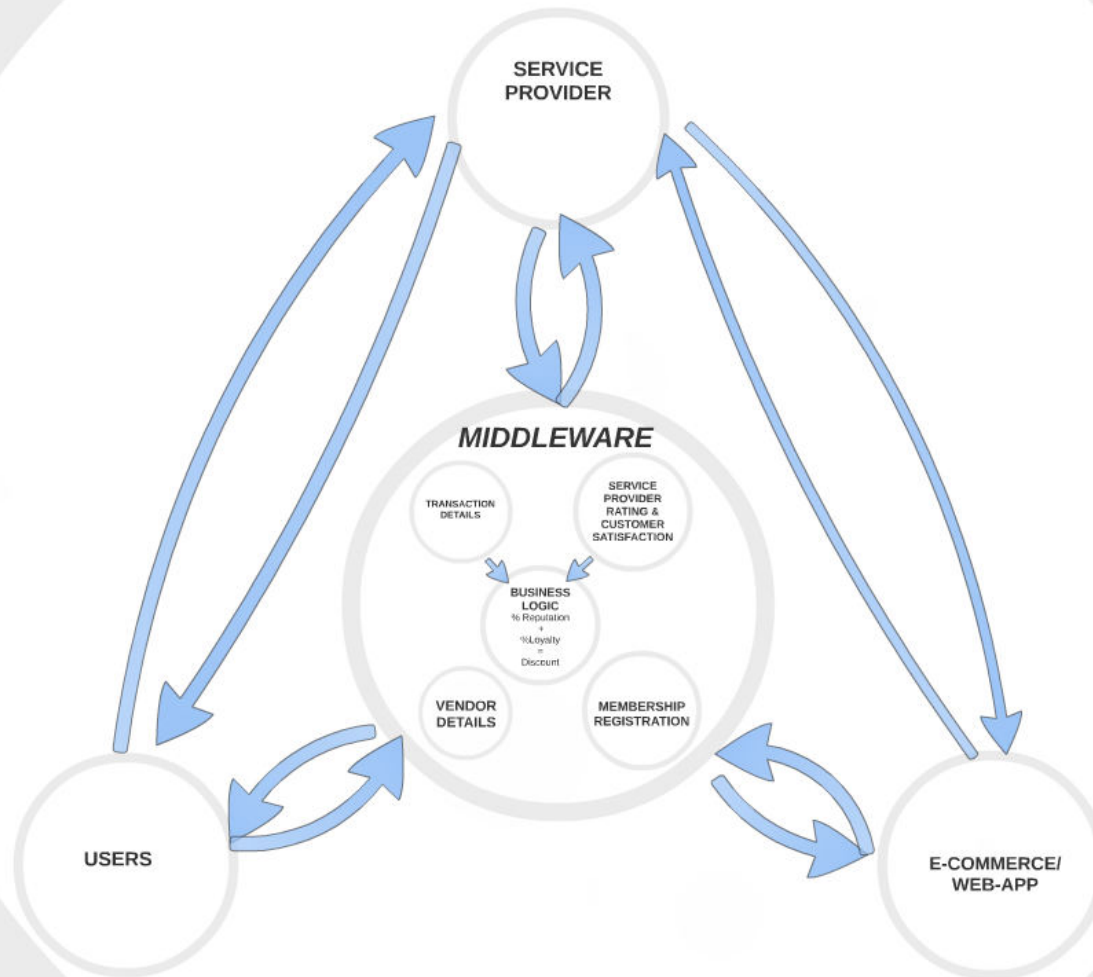 SERVICE
PROVIDER
MIDDLEWARE
TRANSACTION
DETAILS
SERVICE
PROVIDER
RATING &
CUSTOMER
SATISFACTION
BUSINESS
LOGIC
% Reputation
+
%Loyalty
=
Discount
VENDOR
DETAILS
MEMBERSHIP
REGISTRATION
USERS
E-COMMERCE/
WEB-APP